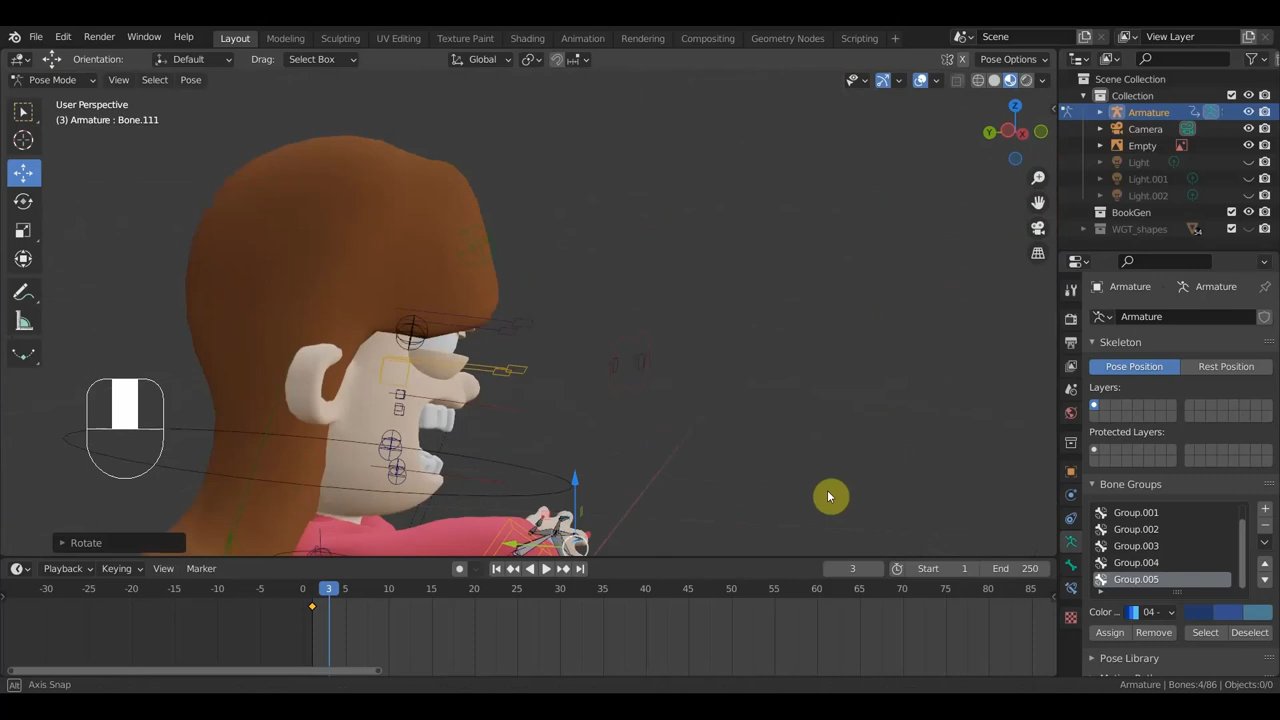 File Edit Render Window Help Layout Modeling Sculpting UV Editing Texture Paint Shading Animation Rendering Compositing Geometry Nodes Scripting + Scene View Layer
Orientation: Default Drag: Select Box Global X Pose Options
Pose Mode View Select Pose
Scene Collection
Collection
Armature
Camera
Empty
Light
Light.001
Light.002
BookGen
WGT_shapes 54
User Perspective
(3) Armature : Bone.111
Z
Y
X
Armature Armature
Armature
Skeleton
Pose Position Rest Position
Layers:
Protected Layers:
Bone Groups
Group.001
Group.002
Group.003
Group.004
Group.005
Color ... 04 -
Assign Remove Select Deselect
Pose Library
Rotate
Playback Keying View Marker 3 Start 1 End 250
-30 -25 -20 -15 -10 -5 0 3 5 10 15 20 25 30 35 40 45 50 55 60 65 70 75 80 85
Alt Axis Snap
Armature | Bones:4/86 | Objects:0/0